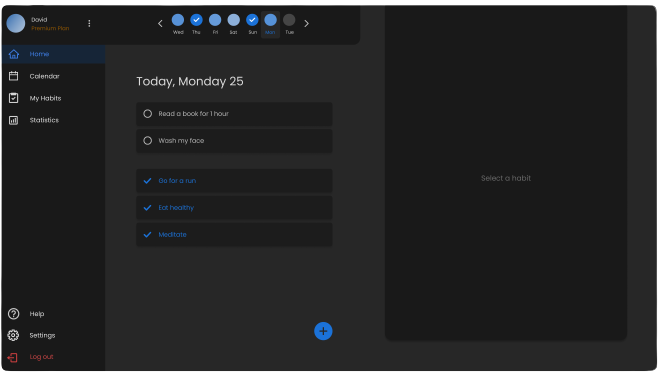 David
Premium Plan
Wed Thu Fri Sat Sun Mon Tue
Home
Calendar
My Habits
Statistics
Help
Settings
Log out
Today, Monday 25
Read a book for 1 hour
Wash my face
Go for a run
Eat healthy
Meditate
Select a habit